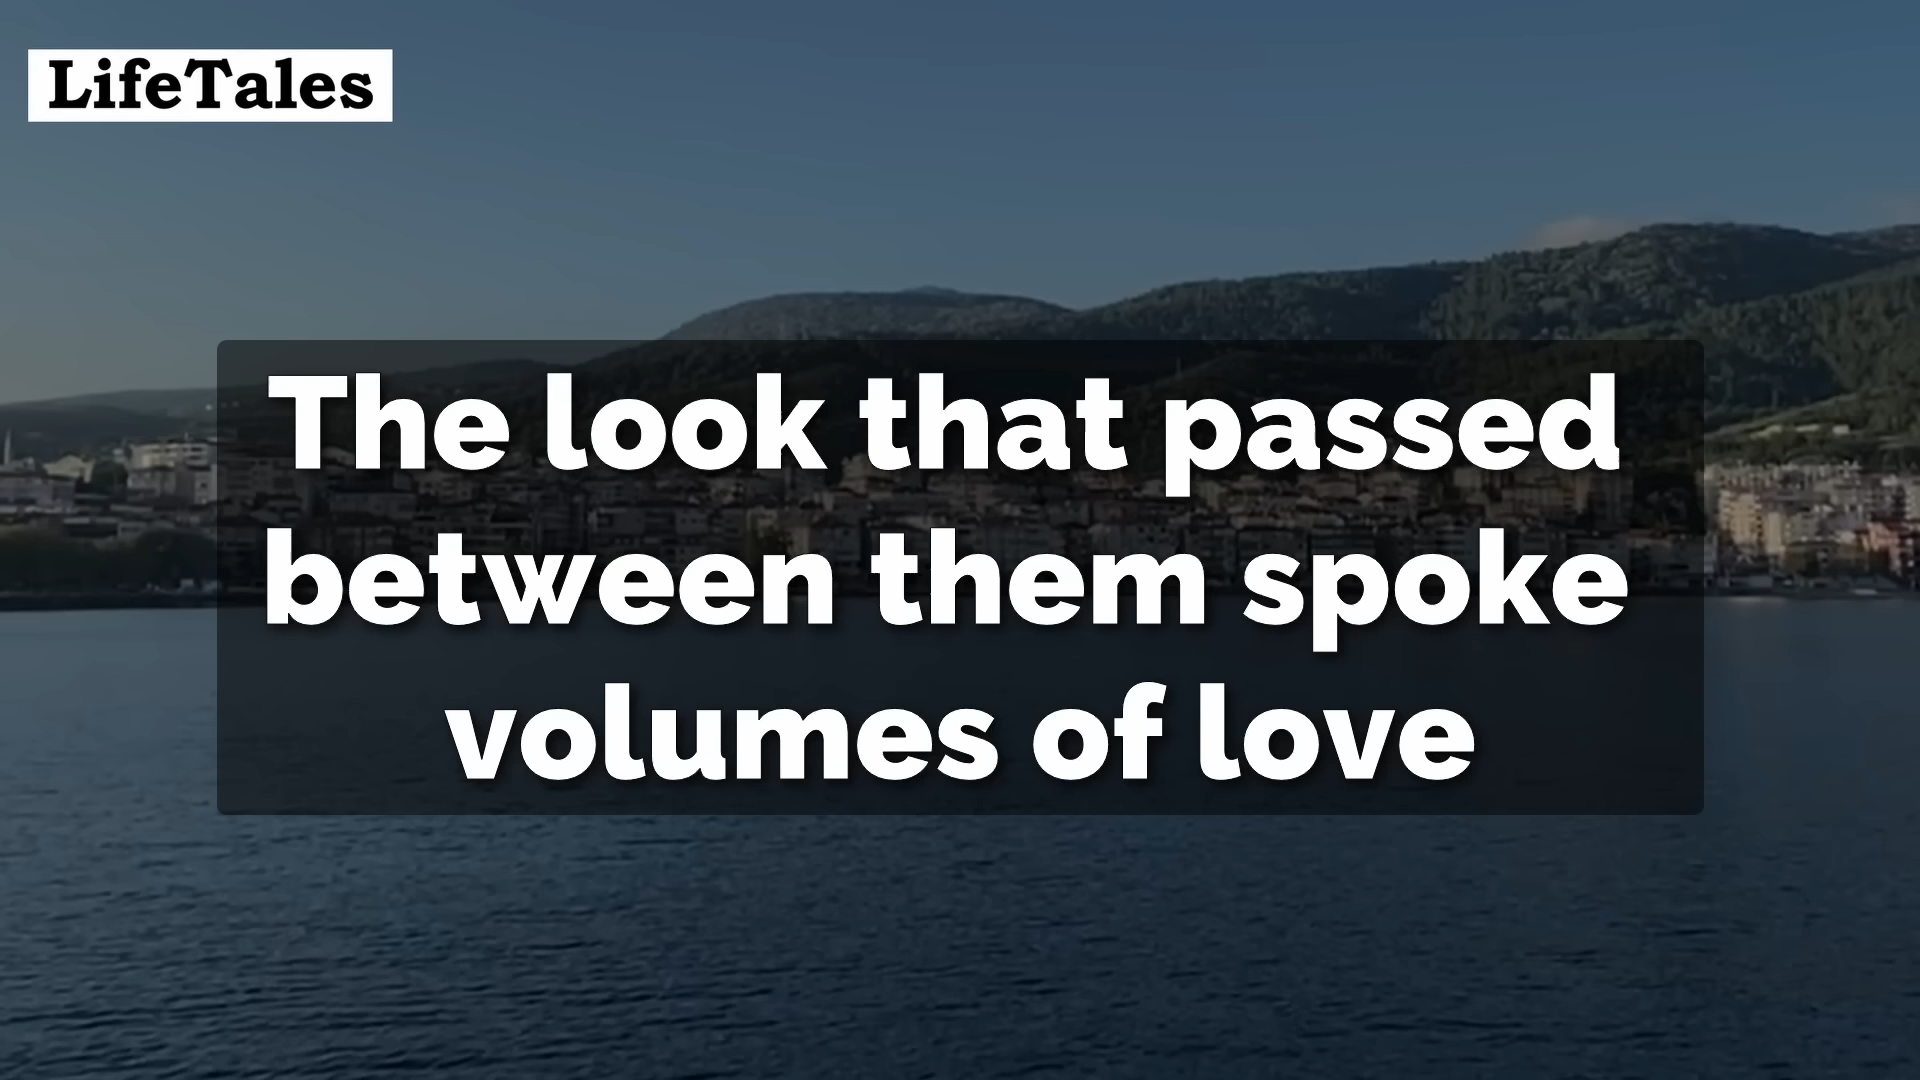 LifeTales
The look that passed
between them spoke
volumes of love